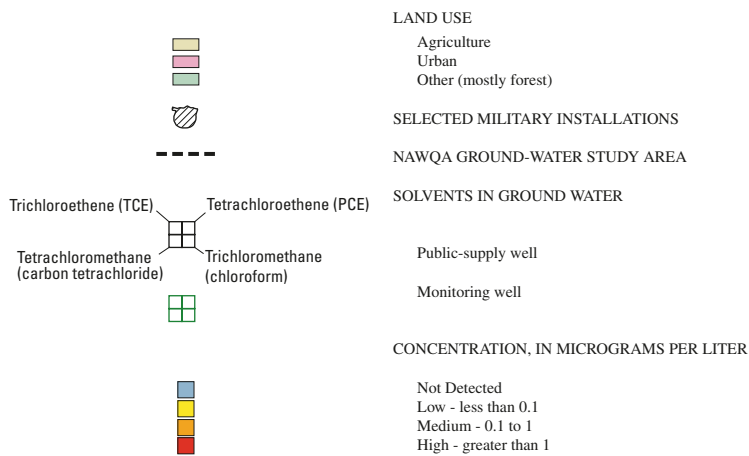 LAND USE
Agriculture
Urban
Other (mostly forest)
SELECTED MILITARY INSTALLATIONS
NAWQA GROUND-WATER STUDY AREA
SOLVENTS IN GROUND WATER
Trichloroethene (TCE)
Tetrachloroethene (PCE)
Tetrachloromethane
(carbon tetrachloride)
Trichloromethane
(chloroform)
Public-supply well
Monitoring well
CONCENTRATION, IN MICROGRAMS PER LITER
Not Detected
Low - less than 0.1
Medium - 0.1 to 1
High - greater than 1